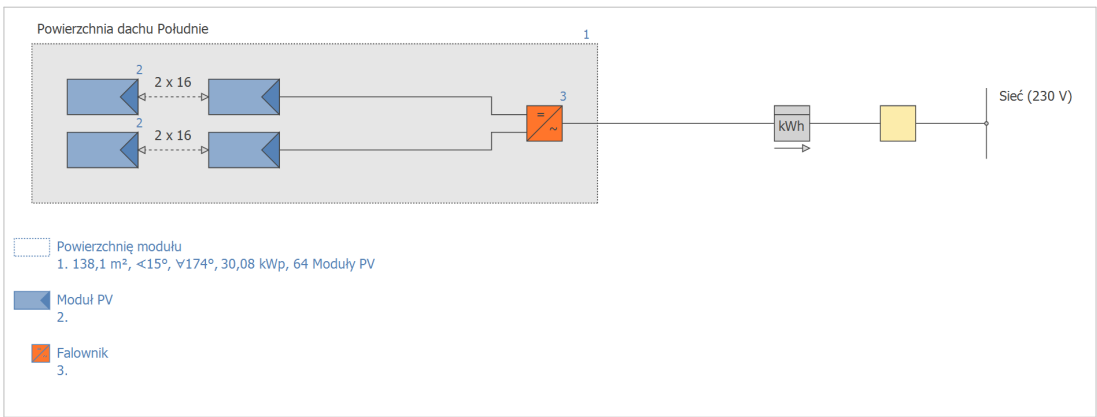 Powierzchnia dachu Południe
1
2
2 x 16
2
2 x 16
3
=
~
kWh
Sieć (230 V)
Powierzchnię modułu
1. 138,1 m², ∢15°, ∀174°, 30,08 kWp, 64 Moduły PV
Moduł PV
2.
Falownik
3.